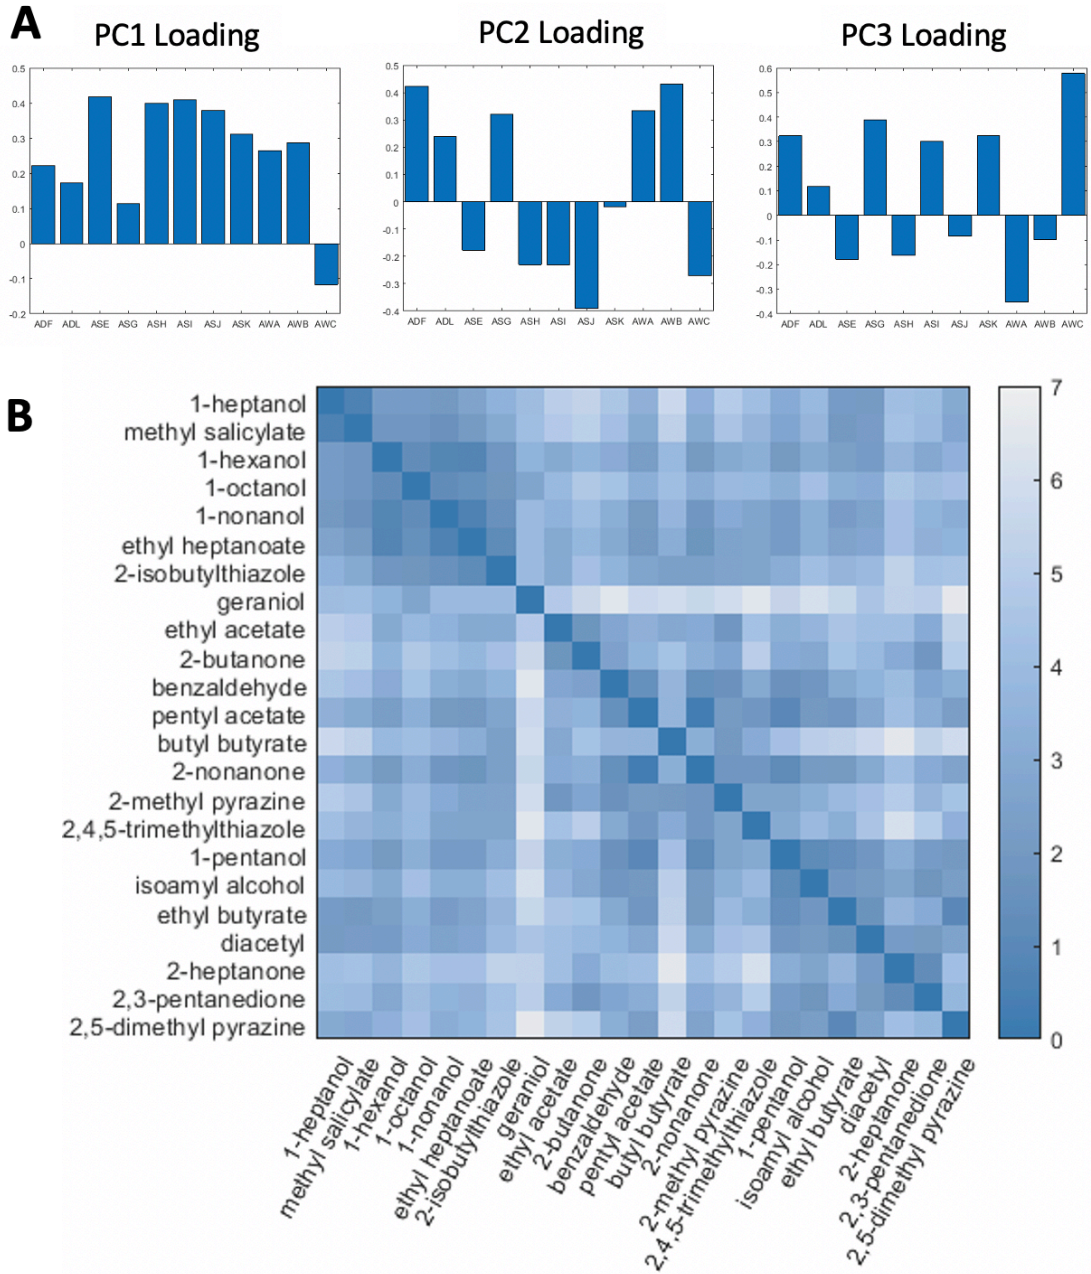 A
PC1 Loading
PC2 Loading
PC3 Loading
0.5
0.4
0.3
0.2
0.1
0
-0.1
-0.2
ADF ADL ASE ASG ASH ASI ASJ ASK AWA AWB AWC
0.5
0.4
0.3
0.2
0.1
0
-0.1
-0.2
-0.3
-0.4
ADF ADL ASE ASG ASH ASI ASJ ASK AWA AWB AWC
0.6
0.5
0.4
0.3
0.2
0.1
0
-0.1
-0.2
-0.3
-0.4
ADF ADL ASE ASG ASH ASI ASJ ASK AWA AWB AWC
B
1-heptanol
methyl salicylate
1-hexanol
1-octanol
1-nonanol
ethyl heptanoate
2-isobutylthiazole
geraniol
ethyl acetate
2-butanone
benzaldehyde
pentyl acetate
butyl butyrate
2-nonanone
2-methyl pyrazine
2,4,5-trimethylthiazole
1-pentanol
isoamyl alcohol
ethyl butyrate
diacetyl
2-heptanone
2,3-pentanedione
2,5-dimethyl pyrazine
7
6
5
4
3
2
1
0
1-heptanol
methyl salicylate
1-hexanol
1-octanol
1-nonanol
ethyl heptanoate
2-isobutylthiazole
geraniol
ethyl acetate
2-butanone
benzaldehyde
pentyl acetate
butyl butyrate
2-nonanone
2-methyl pyrazine
2,4,5-trimethylthiazole
1-pentanol
isoamyl alcohol
ethyl butyrate
diacetyl
2-heptanone
2,3-pentanedione
2,5-dimethyl pyrazine